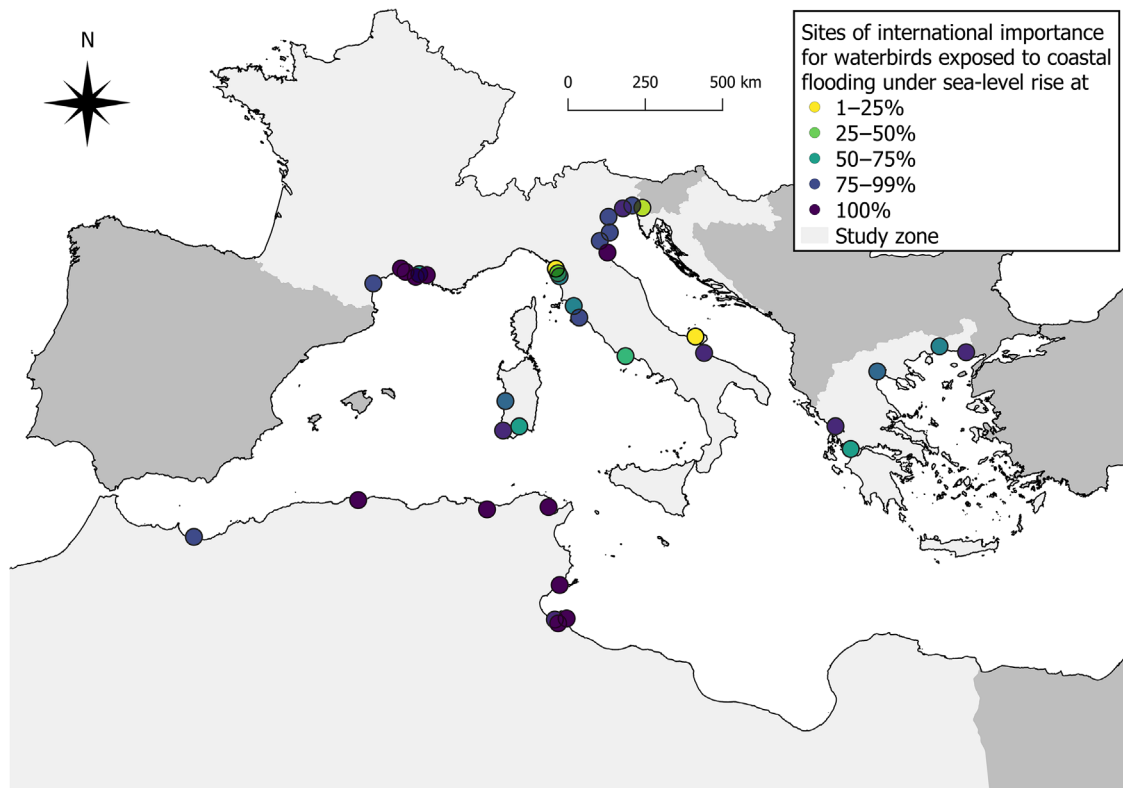 N
0 250 500 km
Sites of international importance
for waterbirds exposed to coastal
flooding under sea-level rise at
1–25%
25–50%
50–75%
75–99%
100%
Study zone